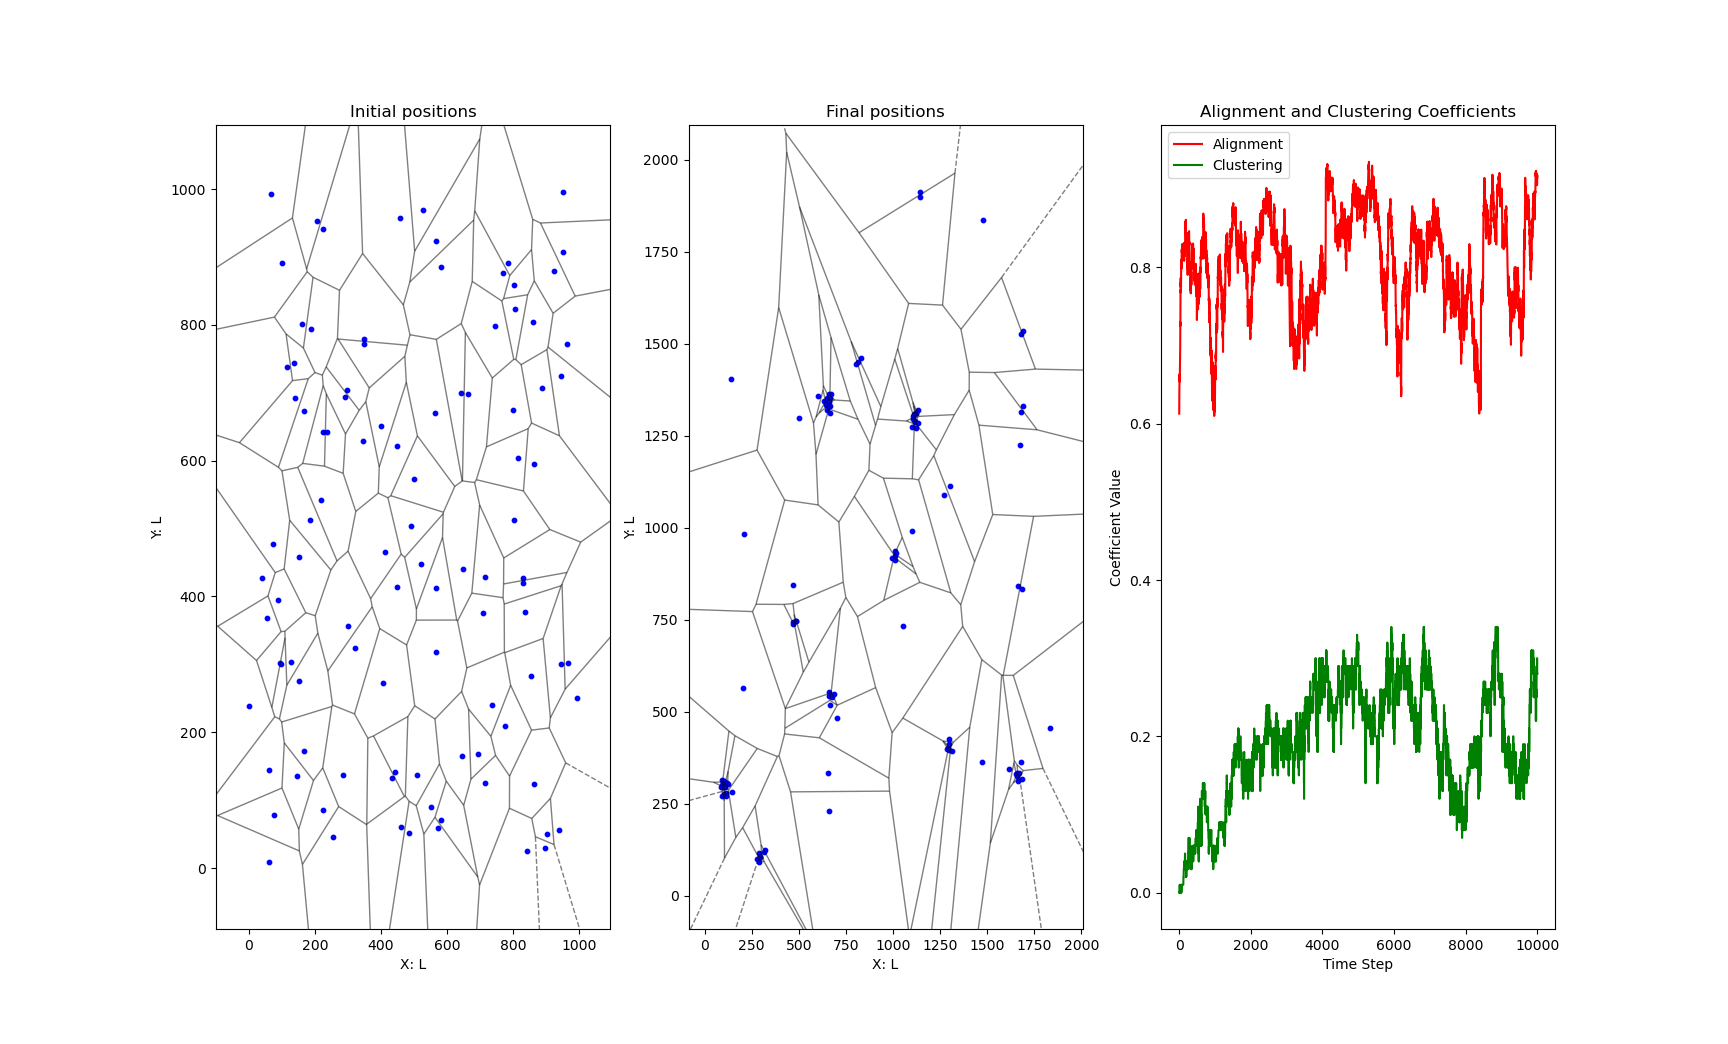 Initial positions
1000
800
600
400
200
0
Y: L
0 200 400 600 800 1000
X: L
Final positions
2000
1750
1500
1250
1000
750
500
250
0
Y: L
0 250 500 750 1000 1250 1500 1750 2000
X: L
Alignment and Clustering Coefficients
Alignment
Clustering
0.8
0.6
0.4
0.2
0.0
Coefficient Value
0 2000 4000 6000 8000 10000
Time Step